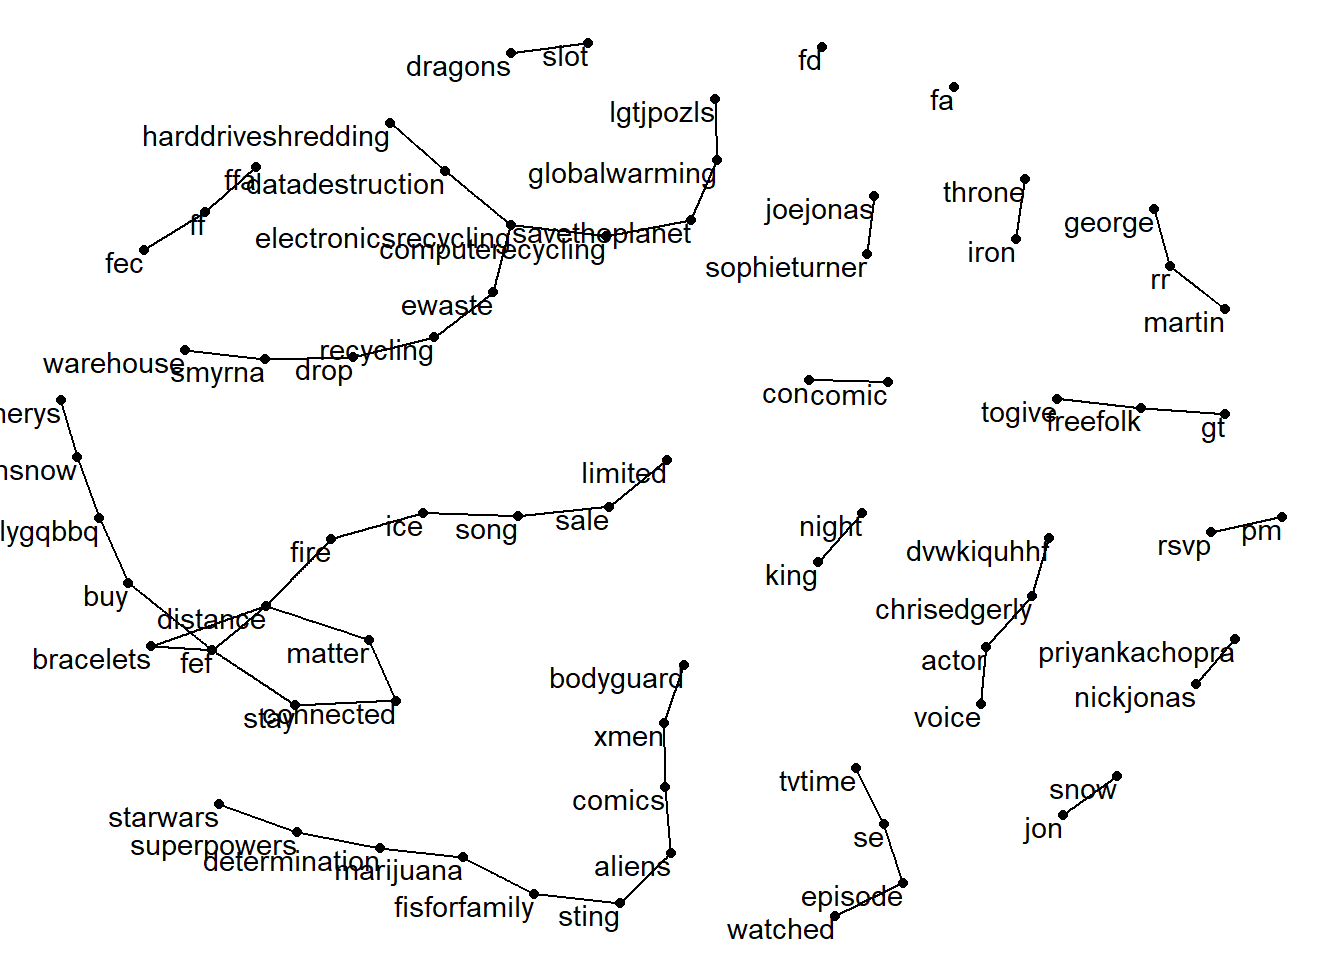 dragons
slot
fd
fa
lgtjpozls
harddriveshredding
globalwarming
ffa
datadestruction
throne
joejonas
george
ff
electronicsrecycling
savetheplanet
computerecycling
fec
sophieturner
iron
rr
ewaste
martin
recycling
warehouse
smyrna
drop
con
comic
nerys
togive
freefolk
gt
nsnow
limited
lygqbbq
ice
song
sale
night
fire
dvwkiquhhf
rsvp
pm
king
buy
distance
chrisedgerly
bracelets
fef
matter
actor
priyankachopra
bodyguard
nickjonas
stay
connected
voice
xmen
tvtime
snow
comics
starwars
jon
superpowers
determination
marijuana
aliens
se
fisforfamily
sting
episode
watched